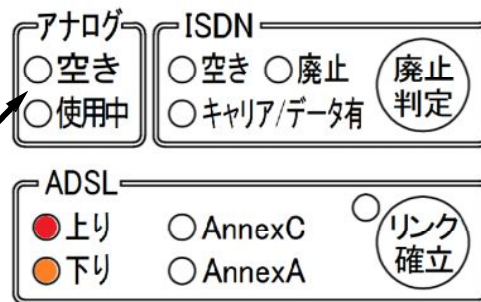 アナログ
空き
使用中
ISDN
空き 廃止
キャリア/データ有
廃止
判定
ADSL
上り
下り
AnnexC
AnnexA
リンク
確立